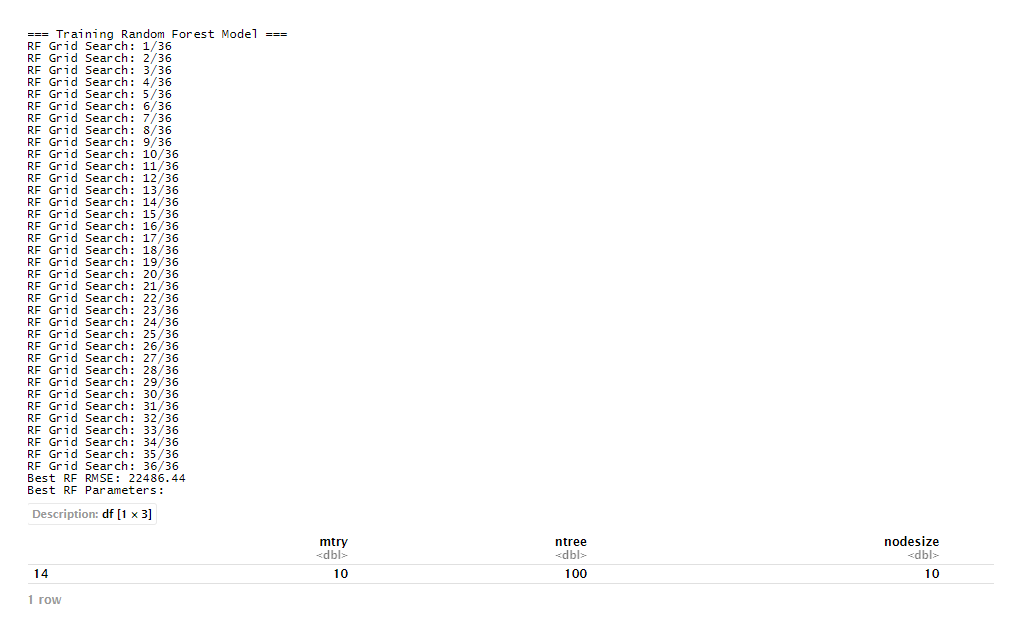 === Training Random Forest Model ===
RF Grid Search: 1/36
RF Grid Search: 2/36
RF Grid Search: 3/36
RF Grid Search: 4/36
RF Grid Search: 5/36
RF Grid Search: 6/36
RF Grid Search: 7/36
RF Grid Search: 8/36
RF Grid Search: 9/36
RF Grid Search: 10/36
RF Grid Search: 11/36
RF Grid Search: 12/36
RF Grid Search: 13/36
RF Grid Search: 14/36
RF Grid Search: 15/36
RF Grid Search: 16/36
RF Grid Search: 17/36
RF Grid Search: 18/36
RF Grid Search: 19/36
RF Grid Search: 20/36
RF Grid Search: 21/36
RF Grid Search: 22/36
RF Grid Search: 23/36
RF Grid Search: 24/36
RF Grid Search: 25/36
RF Grid Search: 26/36
RF Grid Search: 27/36
RF Grid Search: 28/36
RF Grid Search: 29/36
RF Grid Search: 30/36
RF Grid Search: 31/36
RF Grid Search: 32/36
RF Grid Search: 33/36
RF Grid Search: 34/36
RF Grid Search: 35/36
RF Grid Search: 36/36
Best RF RMSE: 22486.44
Best RF Parameters:
Description: df [1 × 3]
mtry ntree nodesize
<dbl> <dbl> <dbl>
14 10 100 10
1 row